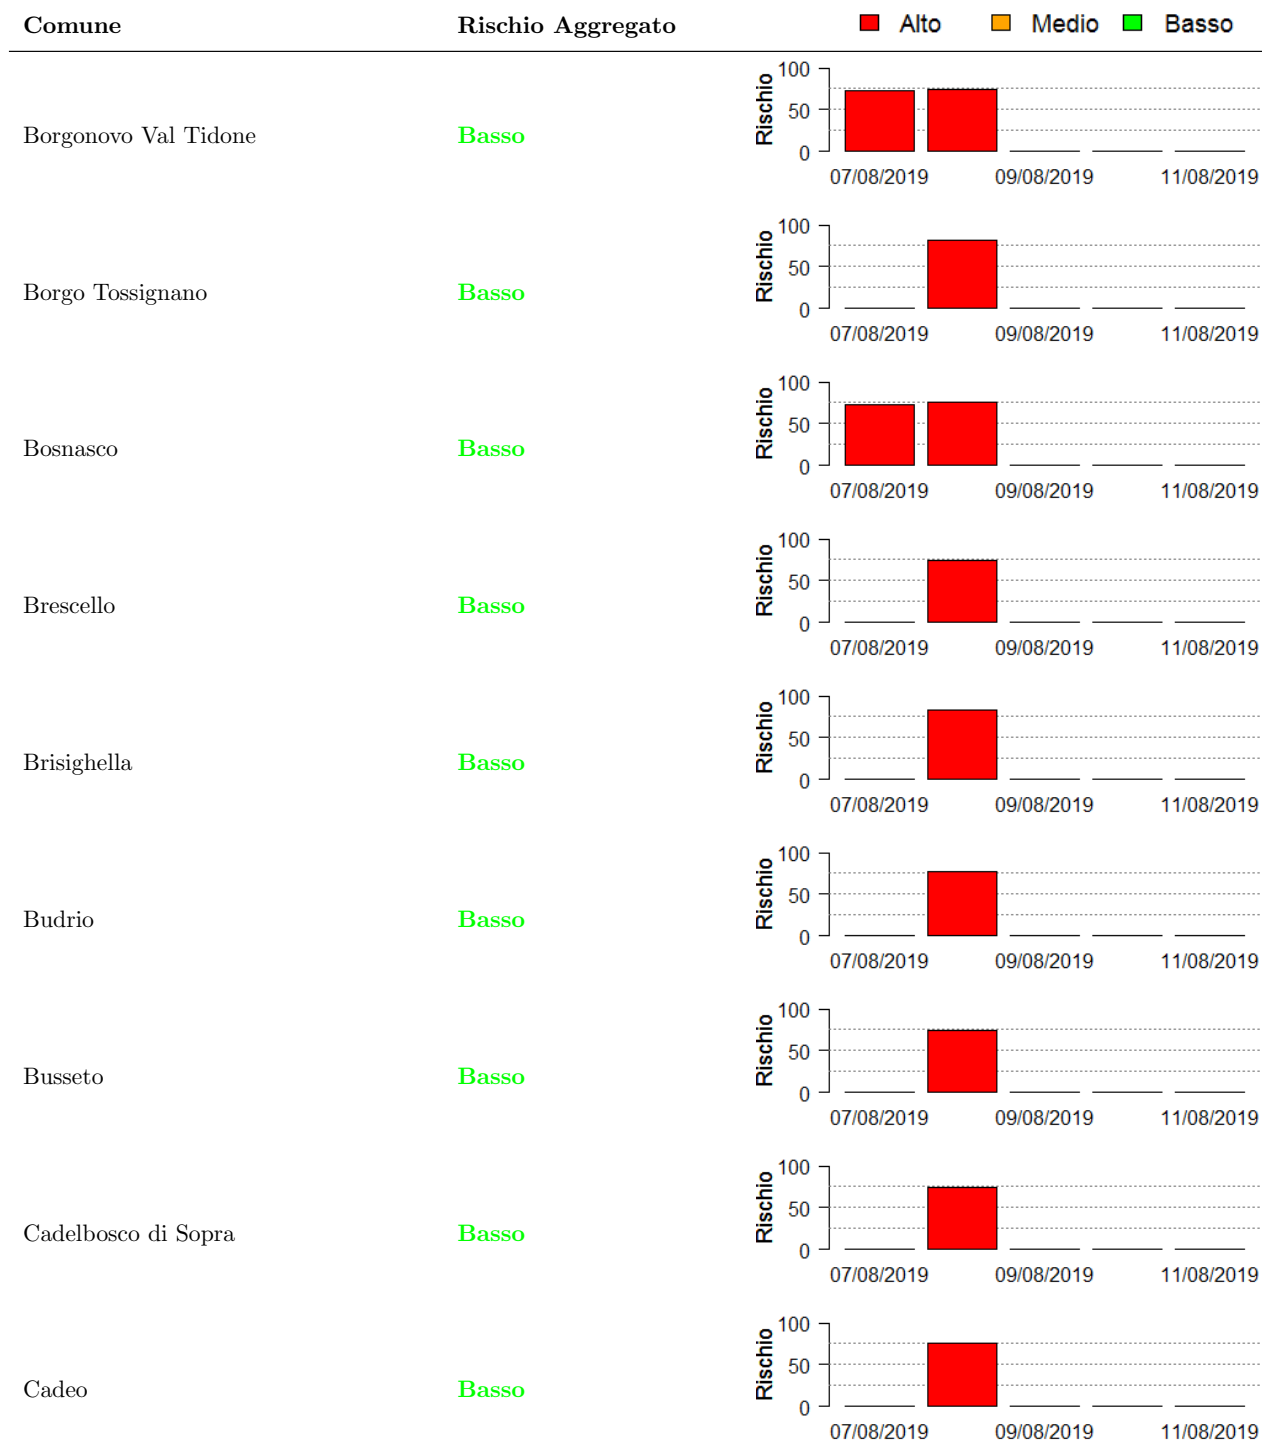 Comune Rischio Aggregato Alto Medio Basso
100
50
0
Rischio
Borgonovo Val Tidone Basso
07/08/2019 09/08/2019 11/08/2019
100
50
0
Rischio
Borgo Tossignano Basso
07/08/2019 09/08/2019 11/08/2019
100
50
0
Rischio
Bosnasco Basso
07/08/2019 09/08/2019 11/08/2019
100
50
0
Rischio
Brescello Basso
07/08/2019 09/08/2019 11/08/2019
100
50
0
Rischio
Brisighella Basso
07/08/2019 09/08/2019 11/08/2019
100
50
0
Rischio
Budrio Basso
07/08/2019 09/08/2019 11/08/2019
100
50
0
Rischio
Busseto Basso
07/08/2019 09/08/2019 11/08/2019
100
50
0
Rischio
Cadelbosco di Sopra Basso
07/08/2019 09/08/2019 11/08/2019
100
50
0
Rischio
Cadeo Basso
07/08/2019 09/08/2019 11/08/2019